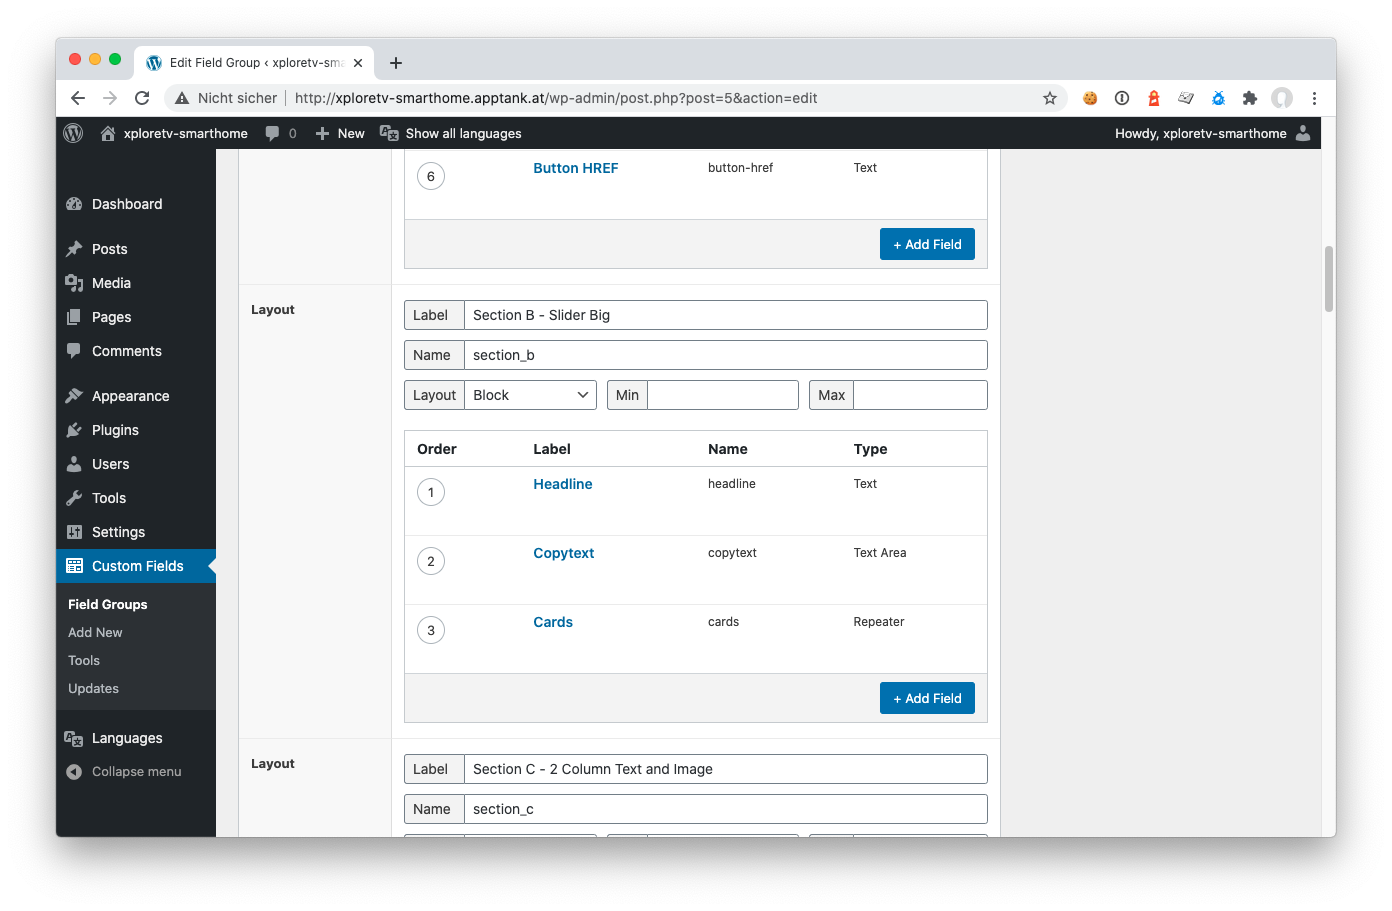 Edit Field Group ‹ xploretv-sma
Nicht sicher
http://xploretv-smarthome.apptank.at/wp-admin/post.php?post=5&action=edit
xploretv-smarthome 0 New Show all languages Howdy, xploretv-smarthome
Dashboard
Posts
Media
Pages
Comments
Appearance
Plugins
Users
Tools
Settings
Custom Fields
Field Groups
Add New
Tools
Updates
Languages
Collapse menu
6 Button HREF button-href Text
+ Add Field
Layout
Label Section B - Slider Big
Name section_b
Layout Block Min Max
Order Label Name Type
1 Headline headline Text
2 Copytext copytext Text Area
3 Cards cards Repeater
+ Add Field
Layout
Label Section C - 2 Column Text and Image
Name section_c